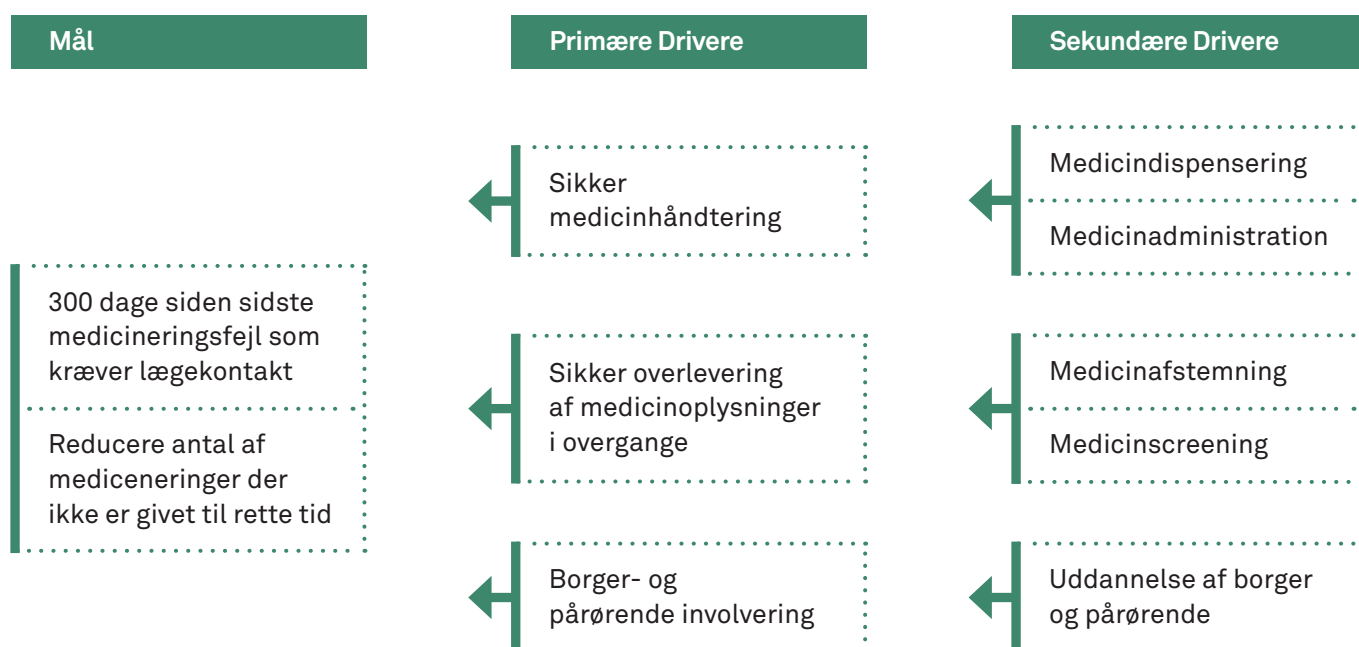 Mål
300 dage siden sidste
medicineringsfejl som
kræver lægekontakt
Reducere antal af
mediceneringer der
ikke er givet til rette tid
Primære Drivere
Sikker
medicinhåndtering
Sikker overlevering
af medicinoplysninger
i overgange
Borger- og
pårørende involvering
Sekundære Drivere
Medicindispensering
Medicinadministration
Medicinafstemning
Medicinscreening
Uddannelse af borger
og pårørende